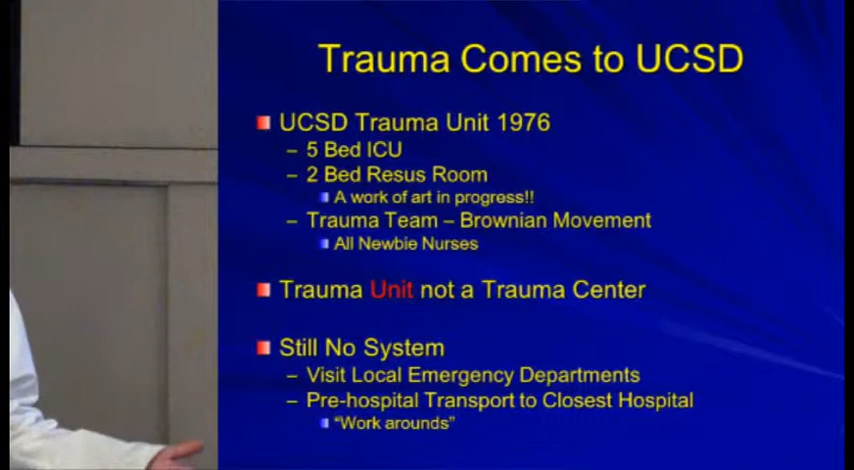 Trauma Comes to UCSD
UCSD Trauma Unit 1976
– 5 Bed ICU
– 2 Bed Resus Room
A work of art in progress!!
– Trauma Team – Brownian Movement
All Newbie Nurses
Trauma Unit not a Trauma Center
Still No System
– Visit Local Emergency Departments
– Pre-hospital Transport to Closest Hospital
"Work arounds"